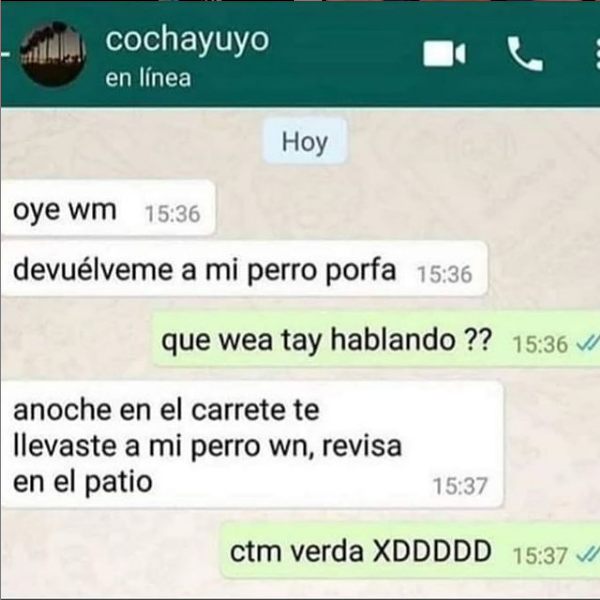 cochayuyo
en línea
Hoy
oye wm 15:36
devuélveme a mi perro porfa 15:36
que wea tay hablando ?? 15:36
anoche en el carrete te
llevaste a mi perro wn, revisa
en el patio 15:37
ctm verda XDDDDD 15:37